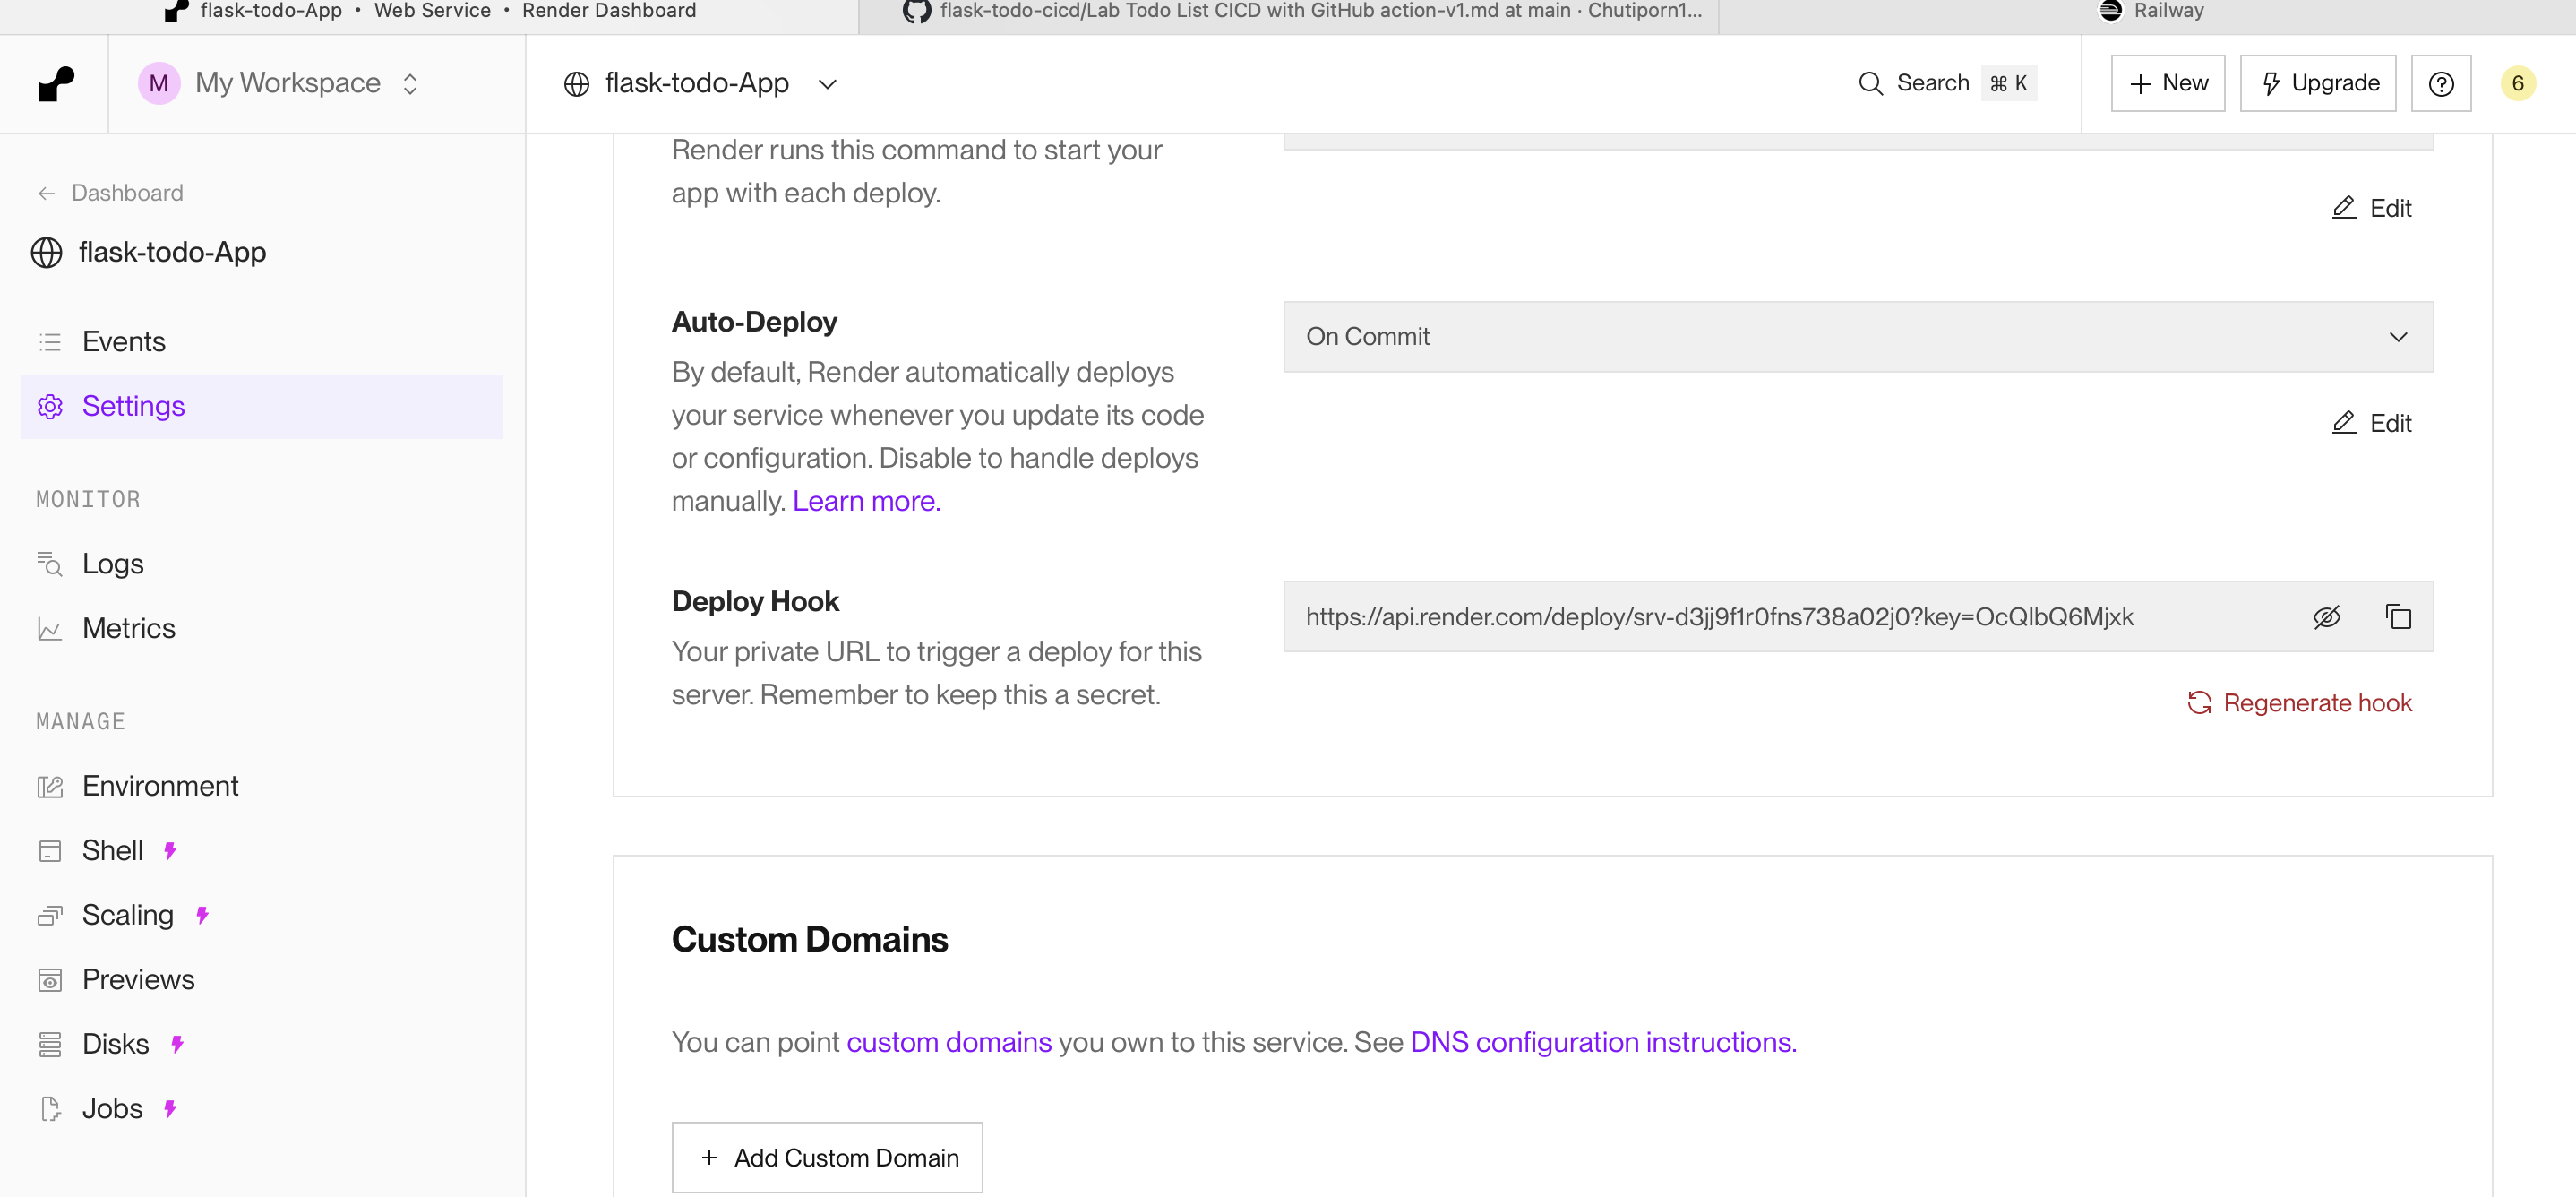 flask-todo-App • Web Service • Render Dashboard
flask-todo-cicd/Lab Todo List CICD with GitHub action-v1.md at main · Chutiporn1...
Railway
M My Workspace
flask-todo-App
Search ⌘ K
+ New
Upgrade
6
← Dashboard
flask-todo-App
Events
Settings
MONITOR
Logs
Metrics
MANAGE
Environment
Shell
Scaling
Previews
Disks
Jobs
Render runs this command to start your
app with each deploy.
Edit
Auto-Deploy
On Commit
By default, Render automatically deploys
your service whenever you update its code
or configuration. Disable to handle deploys
manually. Learn more.
Edit
Deploy Hook
https://api.render.com/deploy/srv-d3jj9f1r0fns738a02j0?key=OcQIbQ6Mjxk
Your private URL to trigger a deploy for this
server. Remember to keep this a secret.
Regenerate hook
Custom Domains
You can point custom domains you own to this service. See DNS configuration instructions.
+ Add Custom Domain